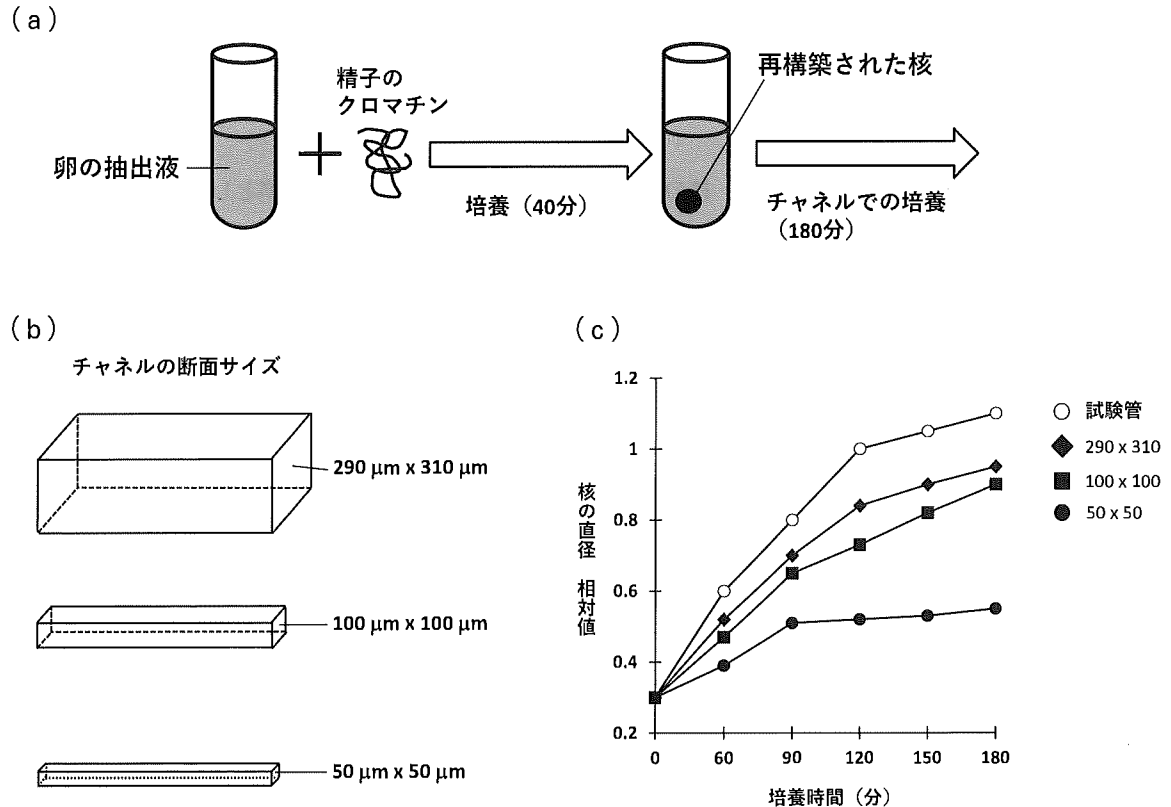 (a)
精子の
クロマチン
再構築された核
卵の抽出液
培養(40分)
チャネルでの培養
(180分)
(b)
チャネルの断面サイズ
290 μm x 310 μm
100 μm x 100 μm
50 μm x 50 μm
(c)
核の直径 相対値
1.2
1
0.8
0.6
0.4
0.2
0 60 90 120 150 180
培養時間(分)
試験管
290 x 310
100 x 100
50 x 50